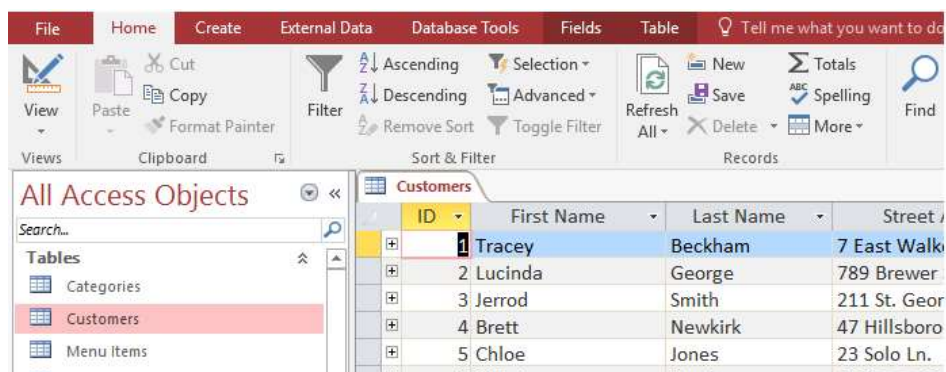 File Home Create External Data Database Tools Fields Table Tell me what you want to do
View
Views
Paste
Cut
Copy
Format Painter
Clipboard
Filter
Ascending
Descending
Remove Sort
Selection
Advanced
Toggle Filter
Sort & Filter
Refresh
All
New
Save
Delete
Totals
Spelling
More
Records
Find
All Access Objects
Search...
Tables
Categories
Customers
Menu Items
Customers
ID First Name Last Name Street
1 Tracey Beckham 7 East Walk
2 Lucinda George 789 Brewer
3 Jerrod Smith 211 St. Geor
4 Brett Newkirk 47 Hillsboro
5 Chloe Jones 23 Solo Ln.